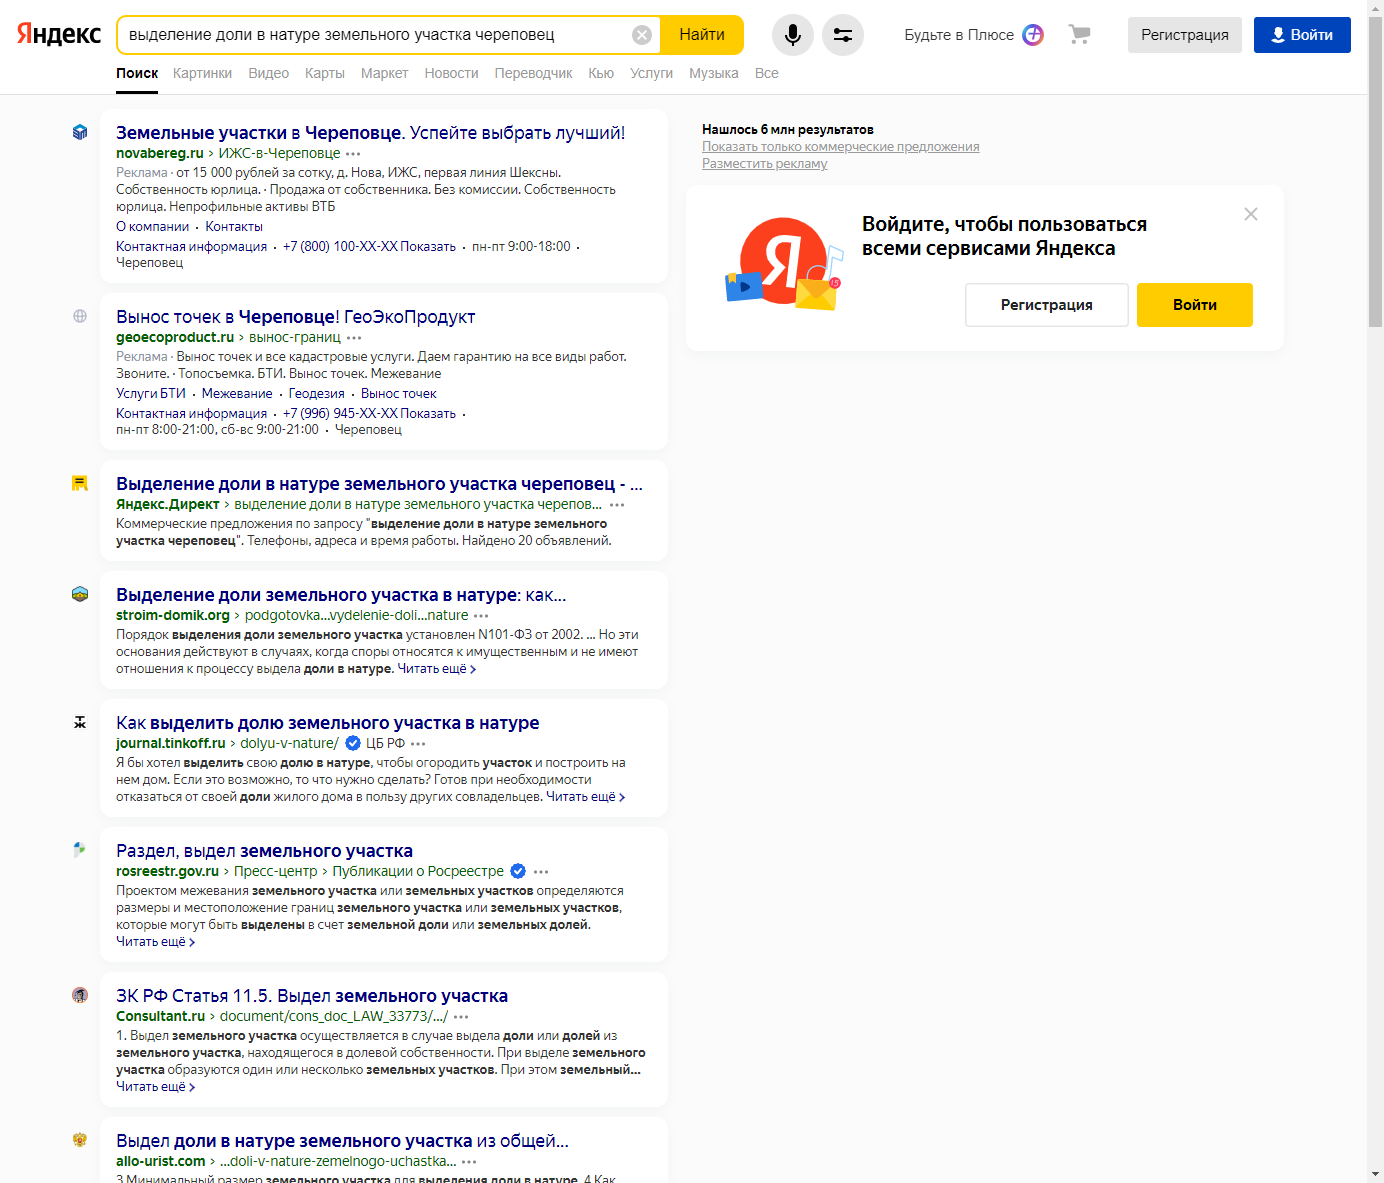 Яндекс
выделение доли в натуре земельного участка череповец
Найти
Будьте в Плюсе
Регистрация
Войти
Поиск Картинки Видео Карты Маркет Новости Переводчик Кью Услуги Музыка Все
Земельные участки в Череповце. Успейте выбрать лучший!
novabereg.ru › ИЖС-в-Череповце
Реклама · от 15 000 рублей за сотку, д. Нова, ИЖС, первая линия Шексны.
Собственность юрлица. · Продажа от собственника. Без комиссии. Собственность
юрлица. Непрофильные активы ВТБ
О компании · Контакты
Контактная информация · +7 (800) 100-XX-XX Показать · пн-пт 9:00-18:00 ·
Череповец
Вынос точек в Череповце! ГеоЭкоПродукт
geoecoproduct.ru › вынос-границ
Реклама · Вынос точек и все кадастровые услуги. Даем гарантию на все виды работ.
Звоните. · Топосъемка. БТИ. Вынос точек. Межевание
Услуги БТИ · Межевание · Геодезия · Вынос точек
Контактная информация · +7 (996) 945-XX-XX Показать ·
пн-пт 8:00-21:00, сб-вс 9:00-21:00 · Череповец
Выделение доли в натуре земельного участка череповец - ...
Яндекс.Директ › выделение доли в натуре земельного участка черепов...
Коммерческие предложения по запросу "выделение доли в натуре земельного
участка череповец". Телефоны, адреса и время работы. Найдено 20 объявлений.
Выделение доли земельного участка в натуре: как...
stroim-domik.org › podgotovka...vydelenie-doli...nature
Порядок выделения доли земельного участка установлен N101-ФЗ от 2002. ... Но эти
основания действуют в случаях, когда споры относятся к имущественным и не имеют
отношения к процессу выдела доли в натуре. Читать ещё ›
Как выделить долю земельного участка в натуре
journal.tinkoff.ru › dolyu-v-nature/ ЦБ РФ
Я бы хотел выделить свою долю в натуре, чтобы огородить участок и построить на
нем дом. Если это возможно, то что нужно сделать? Готов при необходимости
отказаться от своей доли жилого дома в пользу других совладельцев. Читать ещё ›
Раздел, выдел земельного участка
rosreestr.gov.ru › Пресс-центр › Публикации о Росреестре
Проектом межевания земельного участка или земельных участков определяются
размеры и местоположение границ земельного участка или земельных участков,
которые могут быть выделены в счет земельной доли или земельных долей.
Читать ещё ›
ЗК РФ Статья 11.5. Выдел земельного участка
Consultant.ru › document/cons_doc_LAW_33773/.../
1. Выдел земельного участка осуществляется в случае выдела доли или долей из
земельного участка, находящегося в долевой собственности. При выделе земельного
участка образуются один или несколько земельных участков. При этом земельный...
Читать ещё ›
Выдел доли в натуре земельного участка из общей...
allo-urist.com › ...doli-v-nature-zemelnogo-uchastka...
3 Минимальный размер земельного участка для выделения доли в натуре. 4 Как
Нашлось 6 млн результатов
Показать только коммерческие предложения
Разместить рекламу
Я
15
Войдите, чтобы пользоваться
всеми сервисами Яндекса
Регистрация
Войти